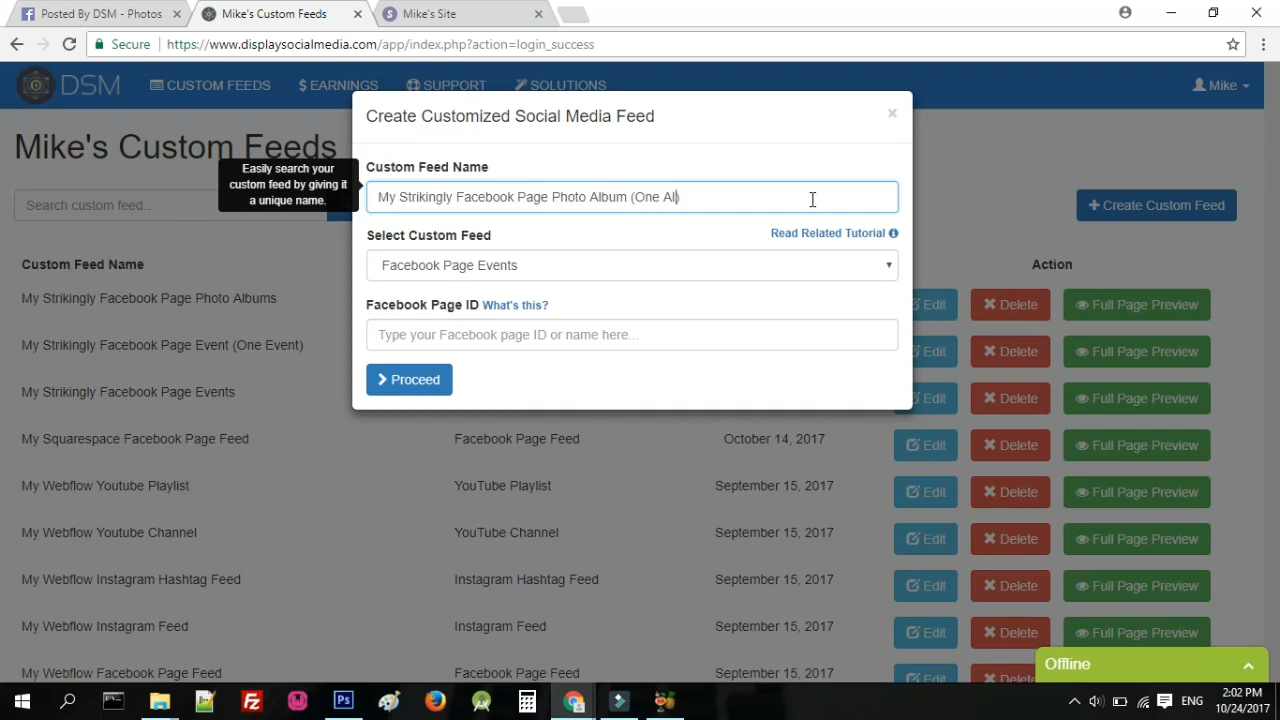 Posted By DSM - Photos
Mike's Custom Feeds
Mike's Site
Secure https://www.displaysocialmedia.com/app/index.php?action=login_success
DSM CUSTOM FEEDS $ EARNINGS SUPPORT SOLUTIONS Mike
Create Customized Social Media Feed
×
Mike's Custom Feeds
Easily search your
custom feed by giving it
a unique name.
Custom Feed Name
My Strikingly Facebook Page Photo Album (One Al)
Search custom feed..
Create Custom Feed
Select Custom Feed
Read Related Tutorial
Facebook Page Events
Facebook Page ID What's this?
Type your Facebook page ID or name here...
Proceed
Custom Feed Name Action
My Strikingly Facebook Page Photo Albums Edit Delete Full Page Preview
My Strikingly Facebook Page Event (One Event) Edit Delete Full Page Preview
My Strikingly Facebook Page Events Edit Delete Full Page Preview
My Squarespace Facebook Page Feed Facebook Page Feed October 14, 2017 Edit Delete Full Page Preview
My Webflow Youtube Playlist YouTube Playlist September 15, 2017 Edit Delete Full Page Preview
My Webflow Youtube Channel YouTube Channel September 15, 2017 Edit Delete Full Page Preview
My Webflow Instagram Hashtag Feed Instagram Hashtag Feed September 15, 2017 Edit Delete Full Page Preview
My Webflow Instagram Feed Instagram Feed September 15, 2017 Edit Delete Full Page Preview
My Webflow Facebook Page Feed Facebook Page Feed September 15, 2017 Edit Delete Full Page Preview
Offline
ENG
2:02 PM
10/24/2017